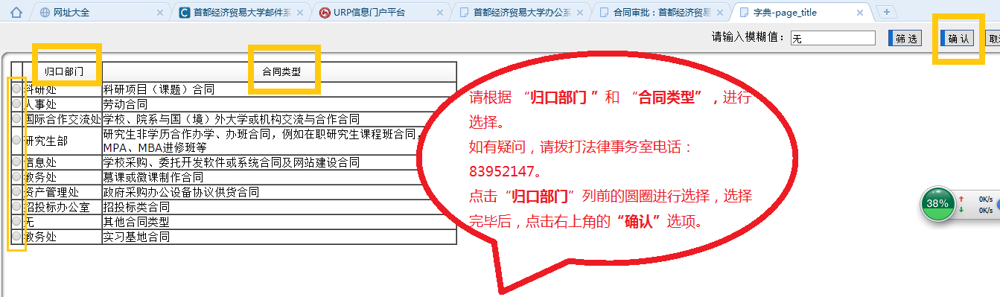 网址大全
首都经济贸易大学邮件系
URP信息门户平台
首都经济贸易大学办公系
合同审批：首都经济贸易
字典-page_title
请输入模糊值：
无
筛 选
确 认
归口部门
合同类型
科研处
科研项目（课题）合同
人事处
劳动合同
国际合作交流处
学校、院系与国（境）外大学或机构交流与合作合同
研究生部
研究生非学历合作办学、办班合同，例如在职研究生课程班合同，
MPA、MBA进修班等
信息处
学校采购、委托开发软件或系统合同及网站建设合同
教务处
慕课或微课制作合同
资产管理处
政府采购办公设备协议供货合同
招投标办公室
招投标类合同
无
其他合同类型
教务处
实习基地合同
请根据 “归口部门 ”和 “合同类型”，进行
选择。
如有疑问，请拨打法律事务室电话：
83952147。
点击“归口部门”列前的圆圈进行选择，选择
完毕后，点击右上角的“确认”选项。
38%
0K/s
0K/s